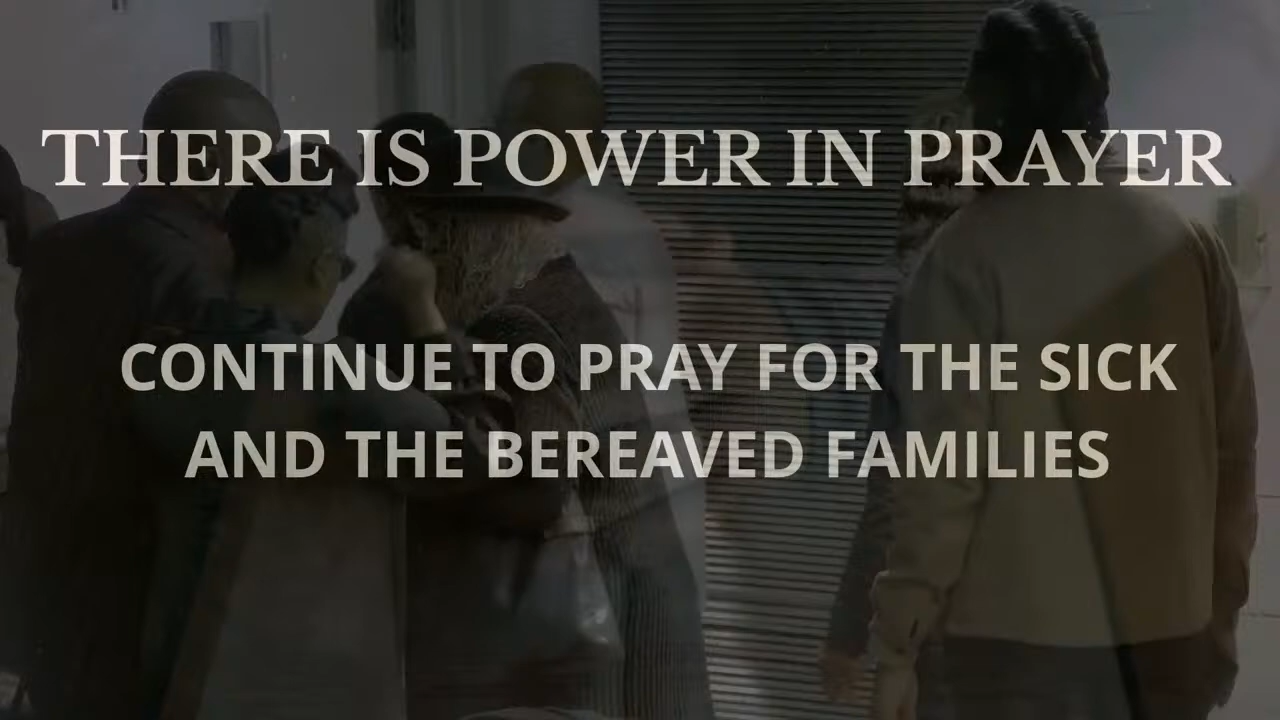 THERE IS POWER IN PRAYER
CONTINUE TO PRAY FOR THE SICK
AND THE BEREAVED FAMILIES